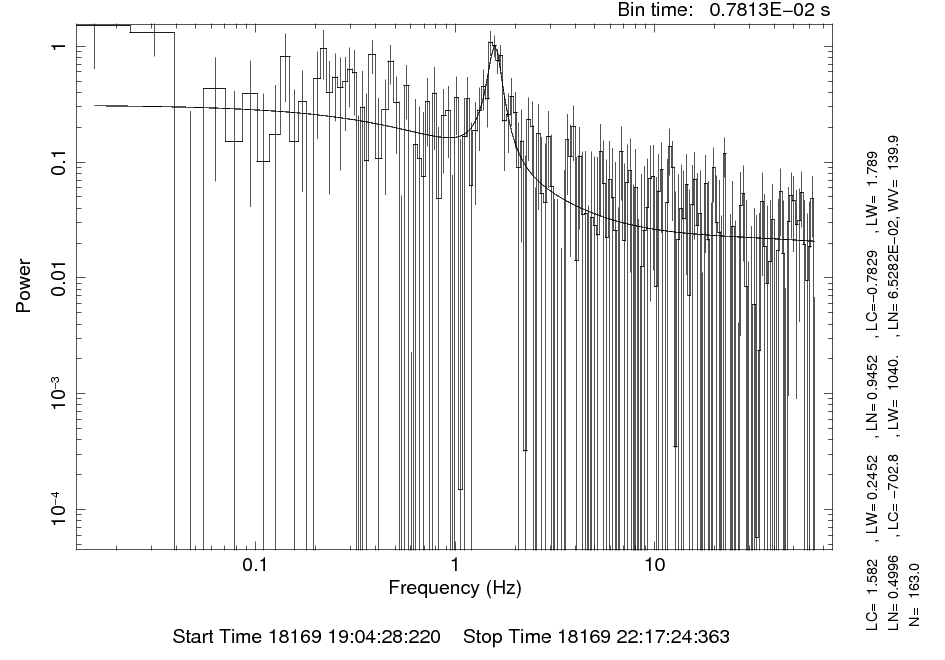 Bin time:   0.7813E−02 s
1
0.1
0.01
10−3
10−4
Power
0.1
1
10
Frequency (Hz)
Start Time 18169 19:04:28:220    Stop Time 18169 22:17:24:363
LC= 1.582   , LW= 0.2452   , LN= 0.9452   , LC=−0.7829   , LW= 1.789
LN= 0.4996   , LC= −702.8   , LW= 1040.   , LN= 6.5282E−02, WV= 139.9
N= 163.0